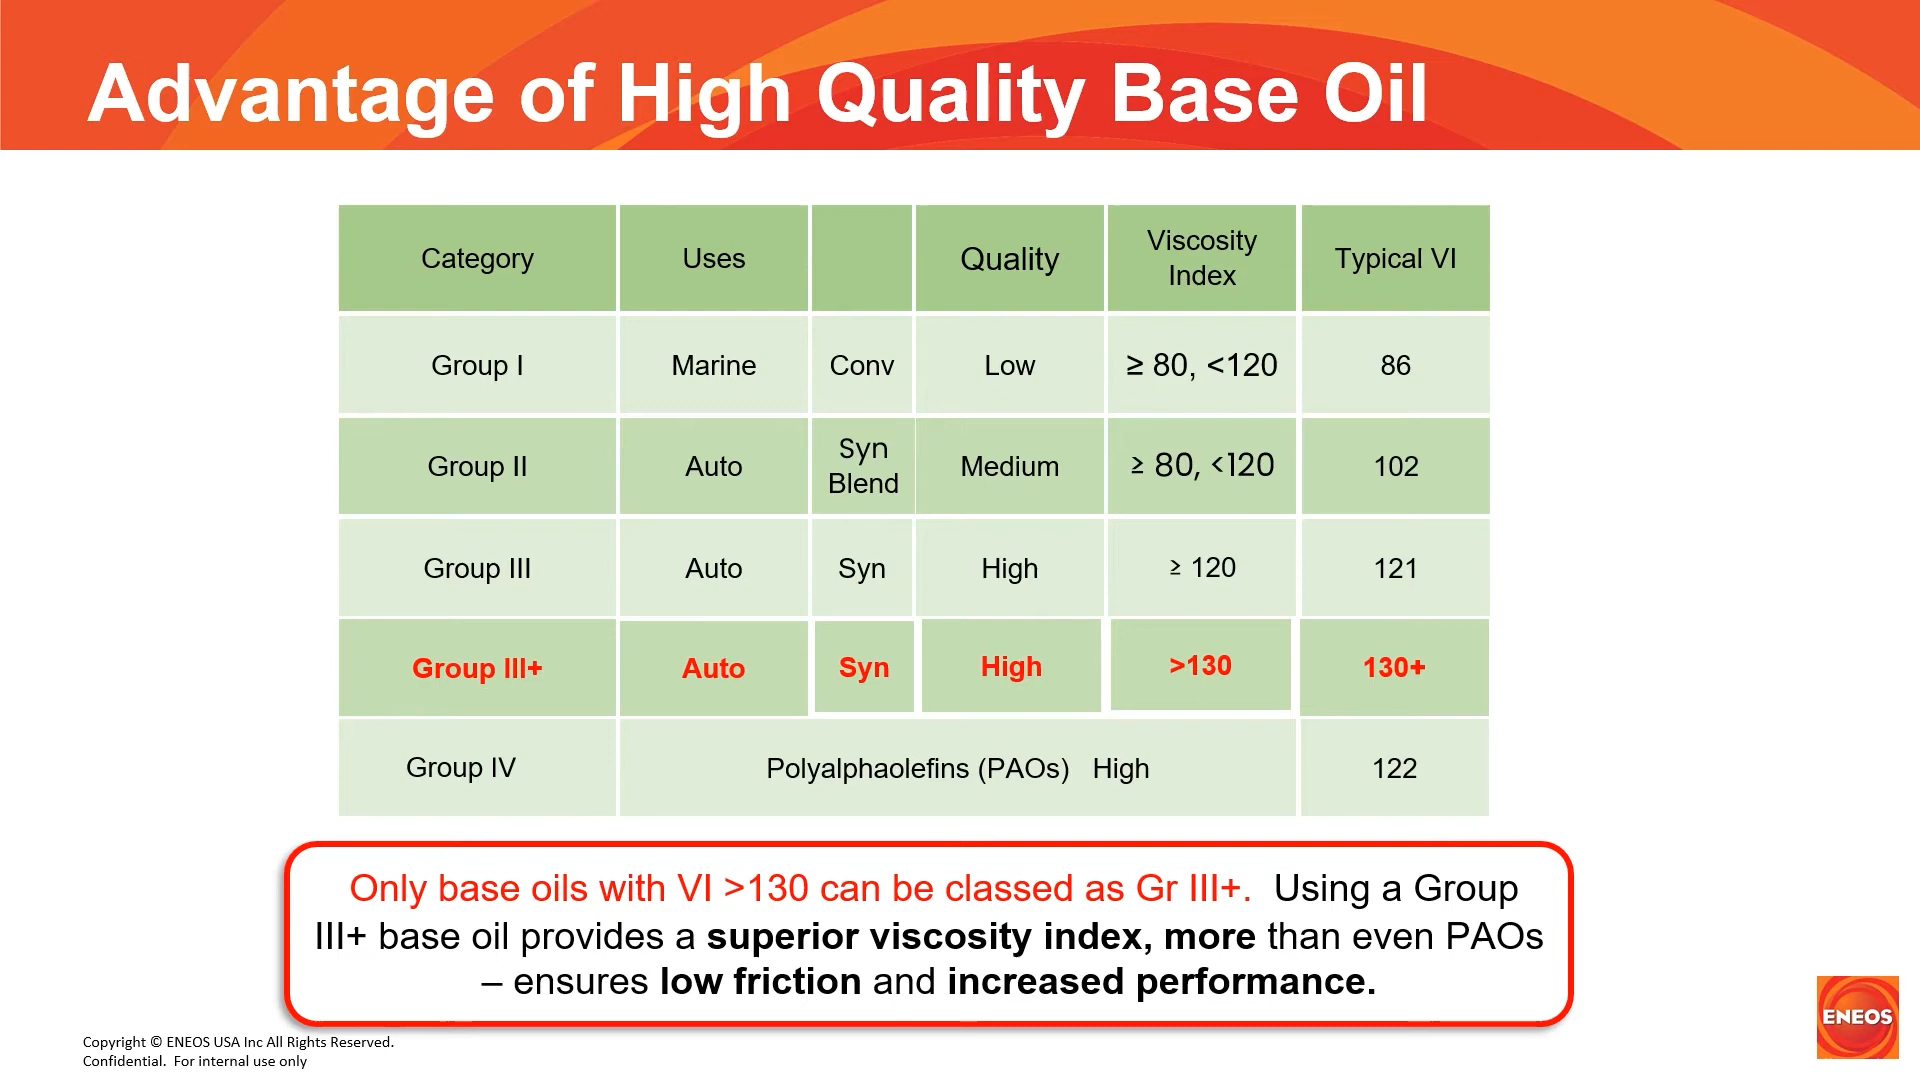 Advantage of High Quality Base Oil
Category Uses Quality Viscosity Index Typical VI
Group I Marine Conv Low ≥ 80, <120 86
Group II Auto Syn Blend Medium ≥ 80, <120 102
Group III Auto Syn High ≥ 120 121
Group III+ Auto Syn High >130 130+
Group IV Polyalphaolefins (PAOs) High 122
Only base oils with VI >130 can be classed as Gr III+. Using a Group
III+ base oil provides a superior viscosity index, more than even PAOs
– ensures low friction and increased performance.
ENEOS
Copyright © ENEOS USA Inc All Rights Reserved.
Confidential. For internal use only